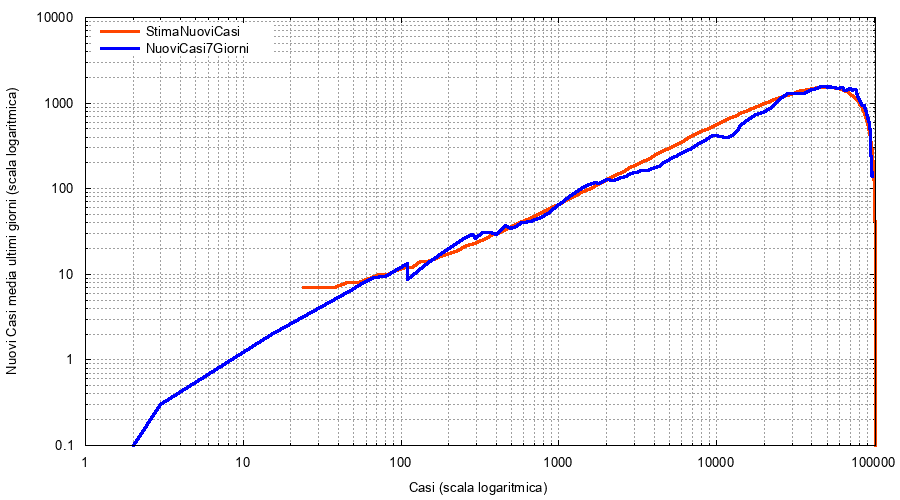 10000
1000
100
10
1
0.1
StimaNuoviCasi
NuoviCasi7Giorni
Nuovi Casi media ultimi giorni (scala logaritmica)
1 10 100 1000 10000 100000
Casi (scala logaritmica)